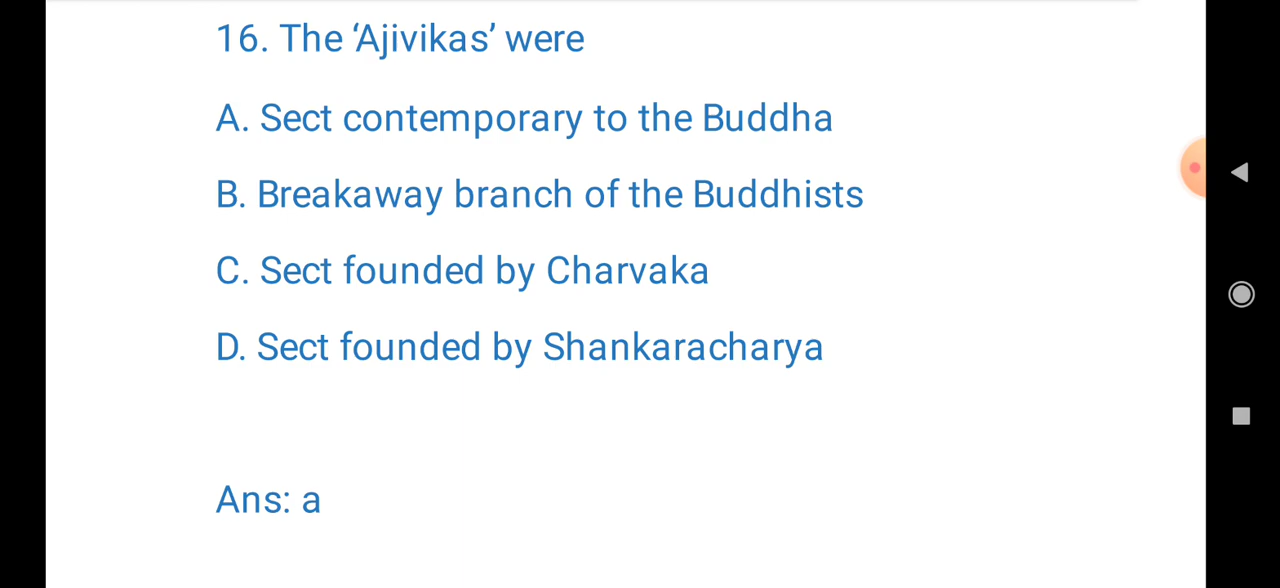 16. The ‘Ajivikas’ were
A. Sect contemporary to the Buddha
B. Breakaway branch of the Buddhists
C. Sect founded by Charvaka
D. Sect founded by Shankaracharya
Ans: a